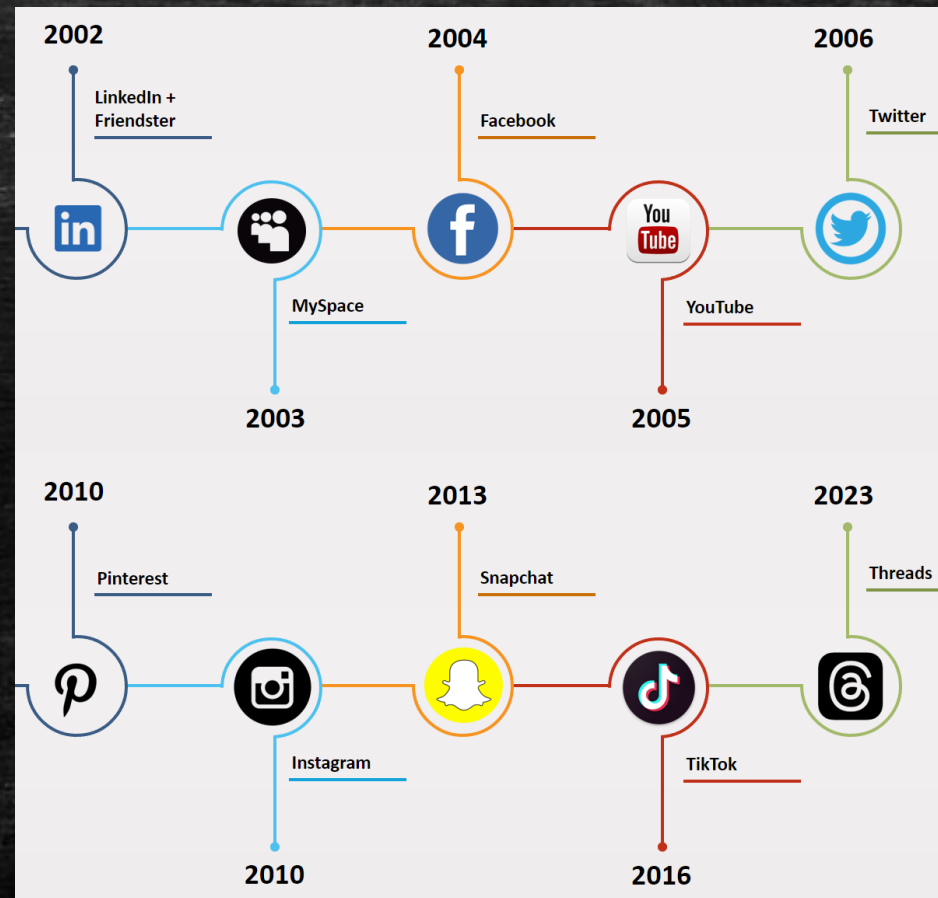 2002
2004
2006
LinkedIn +
Friendster
Facebook
Twitter
in
f
You
Tube
MySpace
YouTube
2003
2005
2010
2013
2023
Pinterest
Snapchat
Threads
Instagram
TikTok
2010
2016